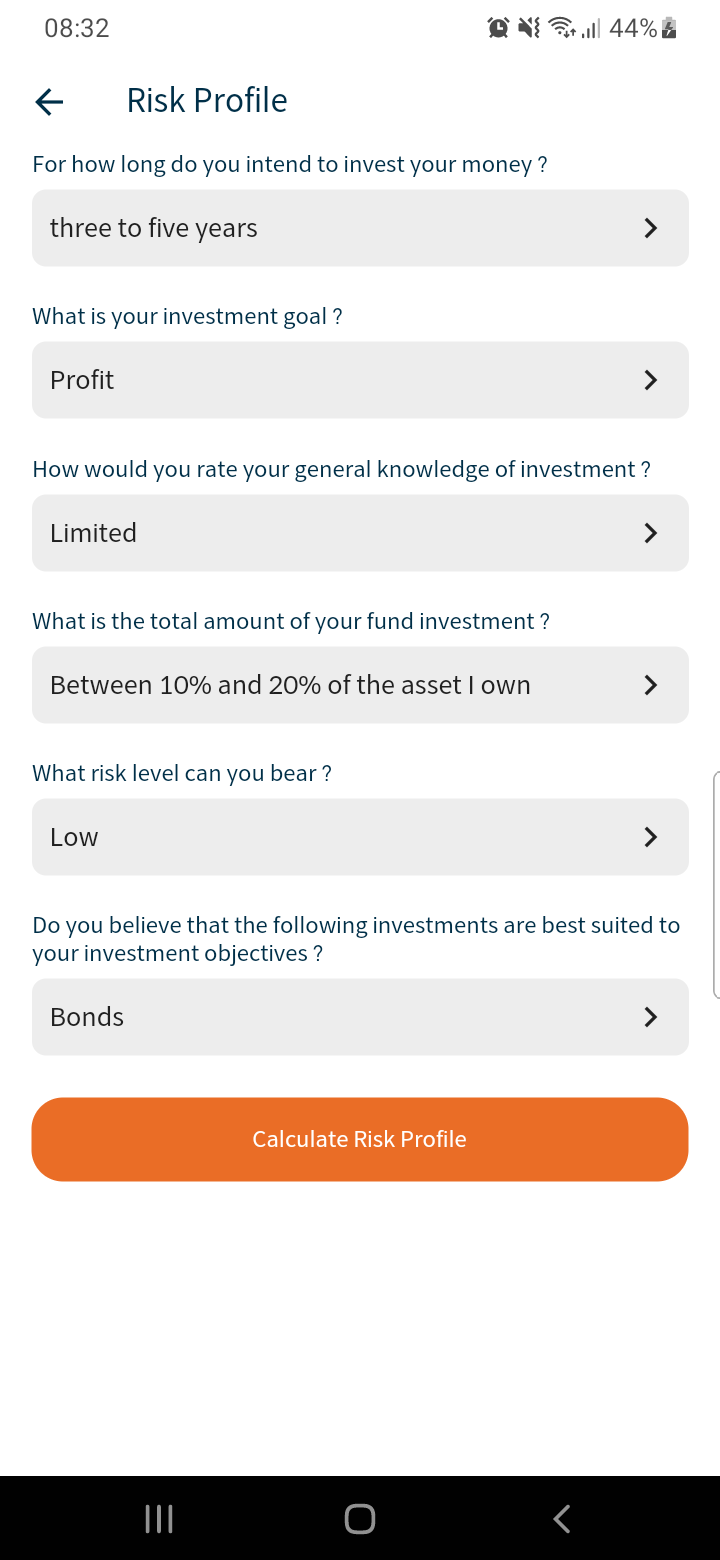 08:32 44%
Risk Profile
For how long do you intend to invest your money ?
three to five years
What is your investment goal ?
Profit
How would you rate your general knowledge of investment ?
Limited
What is the total amount of your fund investment ?
Between 10% and 20% of the asset I own
What risk level can you bear ?
Low
Do you believe that the following investments are best suited to
your investment objectives ?
Bonds
Calculate Risk Profile